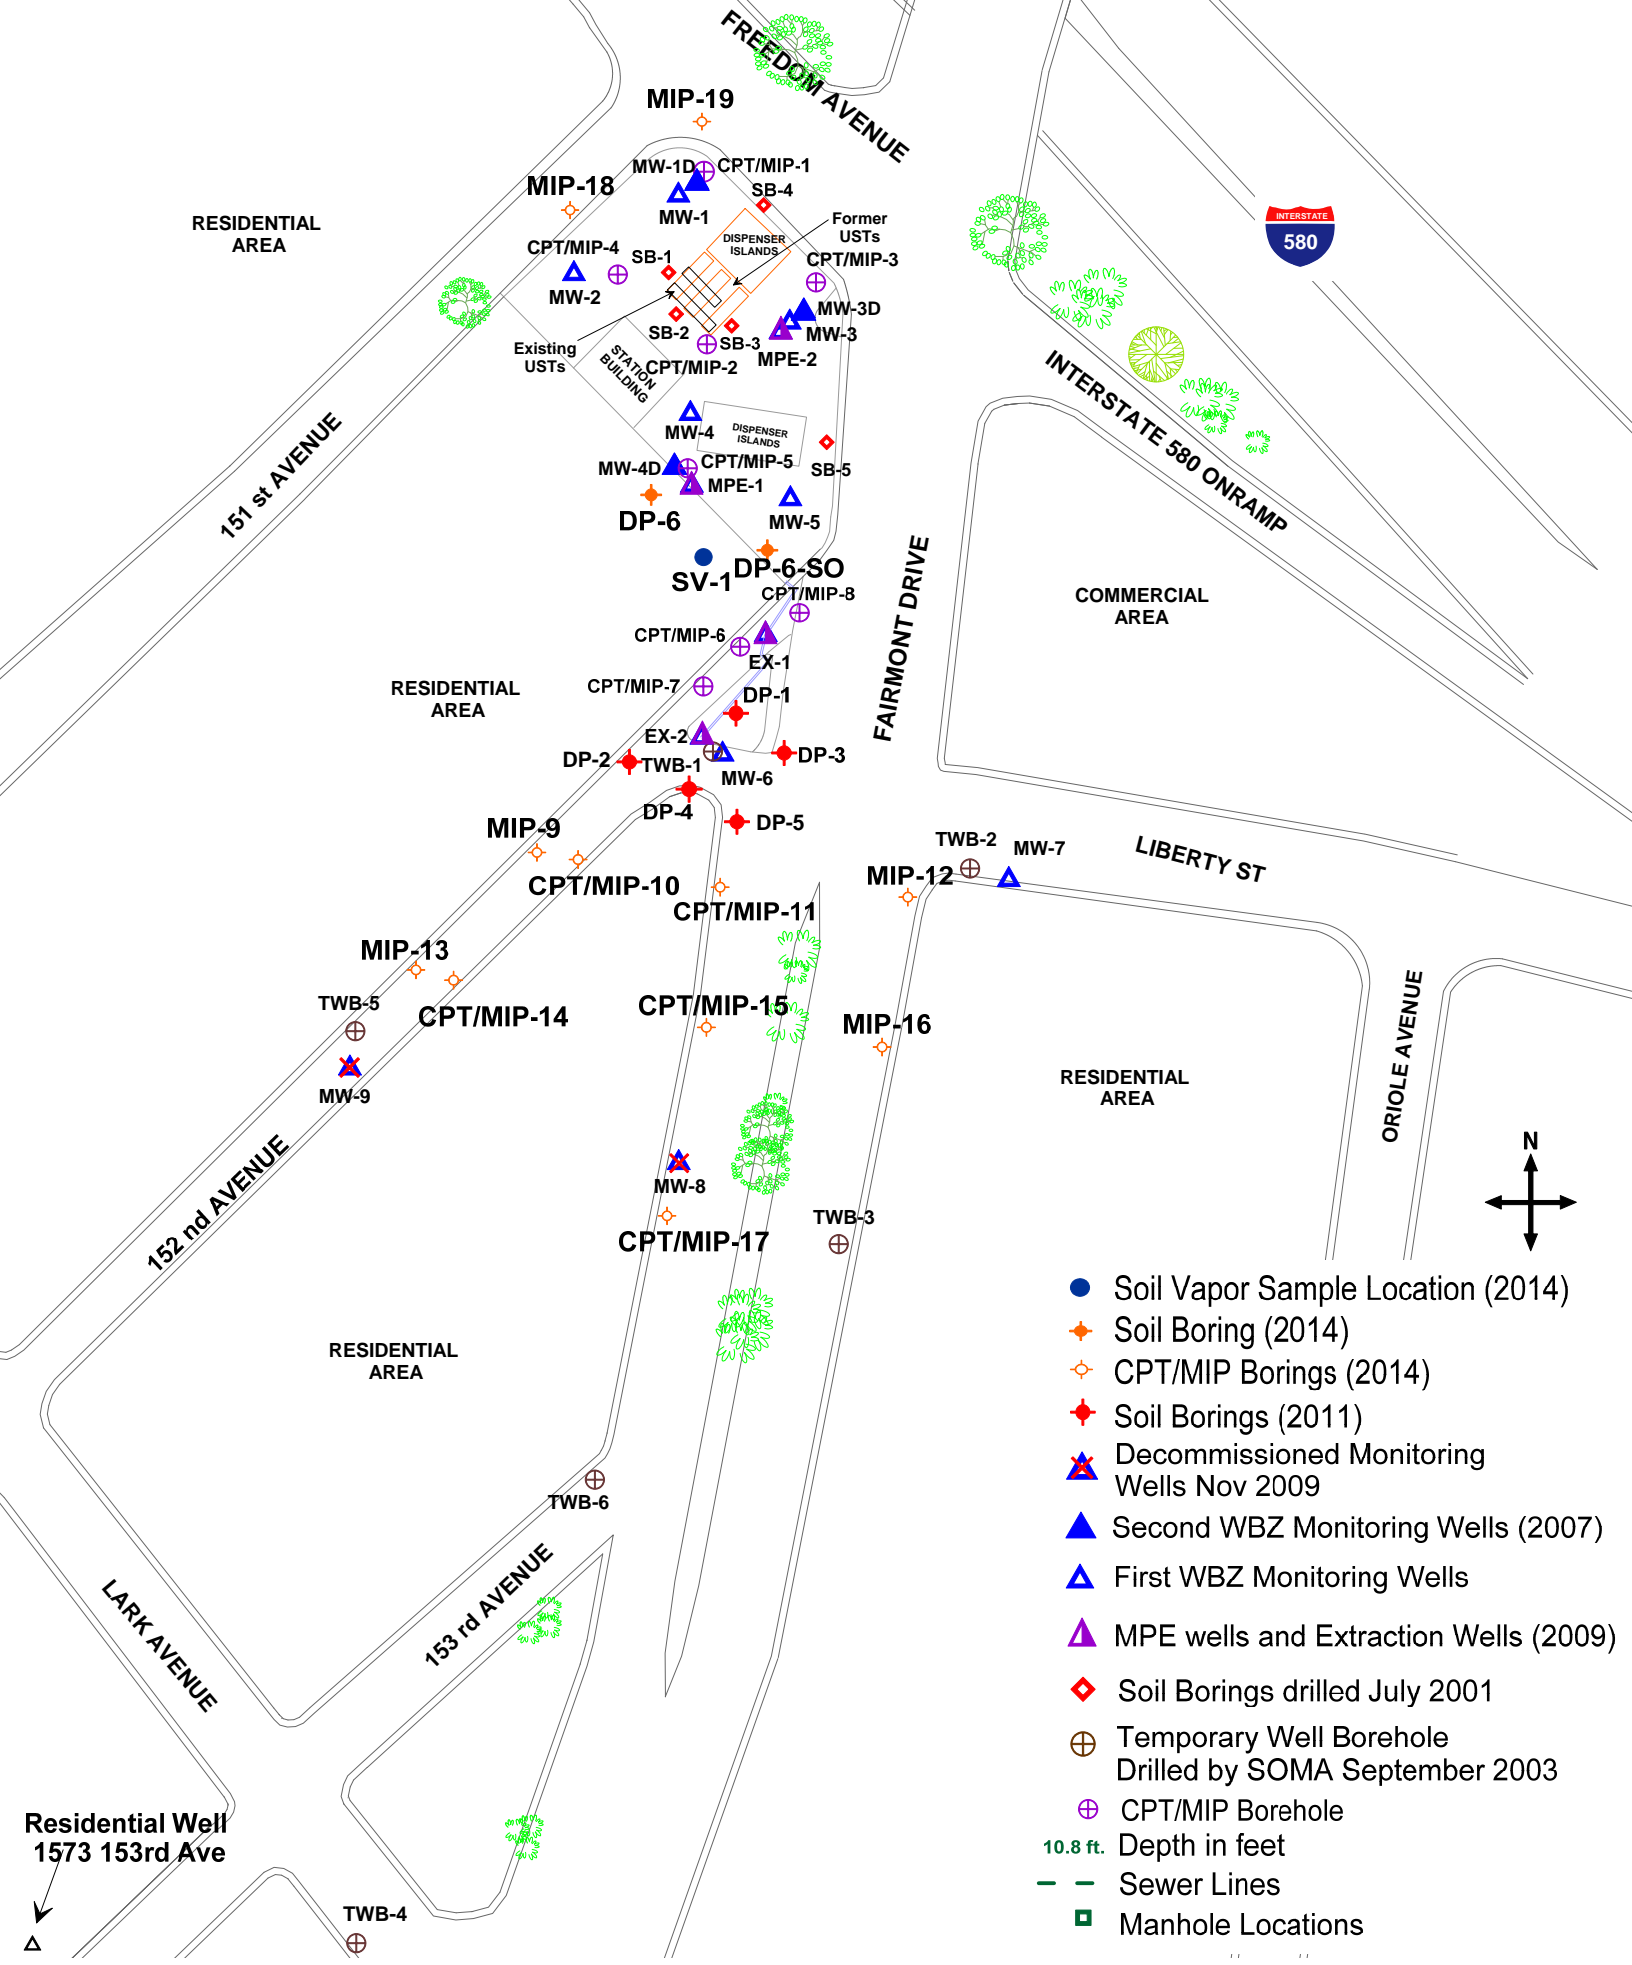 FREEDOM AVENUE
MIP-19
MW-1D
CPT/MIP-1
MIP-18
SB-4
MW-1
RESIDENTIAL
AREA
Former
USTs
INTERSTATE
580
DISPENSER
ISLANDS
CPT/MIP-4
SB-1
CPT/MIP-3
MW-2
MW-3D
SB-2
MW-3
SB-3
Existing
USTs
MPE-2
CPT/MIP-2
STATION
BUILDING
INTERSTATE 580 ONRAMP
MW-4
DISPENSER
ISLANDS
151 st AVENUE
MW-4D
CPT/MIP-5
SB-5
MPE-1
DP-6
MW-5
DP-6-SO
SV-1
CPT/MIP-8
FAIRMONT DRIVE
COMMERCIAL
AREA
CPT/MIP-6
EX-1
CPT/MIP-7
DP-1
RESIDENTIAL
AREA
EX-2
DP-2
TWB-1
DP-3
MW-6
DP-4
DP-5
MIP-9
TWB-2
MW-7
LIBERTY ST
MIP-12
CPT/MIP-10
CPT/MIP-11
MIP-13
TWB-5
CPT/MIP-14
CPT/MIP-15
MIP-16
ORIOLE AVENUE
RESIDENTIAL
AREA
MW-9
152 nd AVENUE
MW-8
TWB-3
CPT/MIP-17
N
RESIDENTIAL
AREA
TWB-6
153 rd AVENUE
LARK AVENUE
Residential Well
1573 153rd Ave
TWB-4
Soil Vapor Sample Location (2014)
Soil Boring (2014)
CPT/MIP Borings (2014)
Soil Borings (2011)
Decommissioned Monitoring
Wells Nov 2009
Second WBZ Monitoring Wells (2007)
First WBZ Monitoring Wells
MPE wells and Extraction Wells (2009)
Soil Borings drilled July 2001
Temporary Well Borehole
Drilled by SOMA September 2003
CPT/MIP Borehole
10.8 ft. Depth in feet
Sewer Lines
Manhole Locations